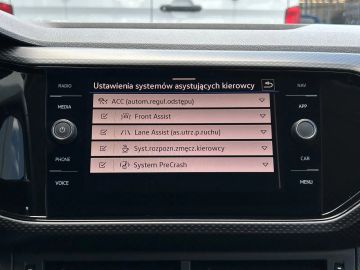 Ustawienia systemów asystujących kierowcy
RADIO
MEDIA
PHONE
VOICE
ACC (autom.regul.odstępu)
Front Assist
Lane Assist (as.utrz.p.ruchu)
Syst.rozpozn.zmęcz.kierowcy
System PreCrash
NAV
APP
CAR
MENU